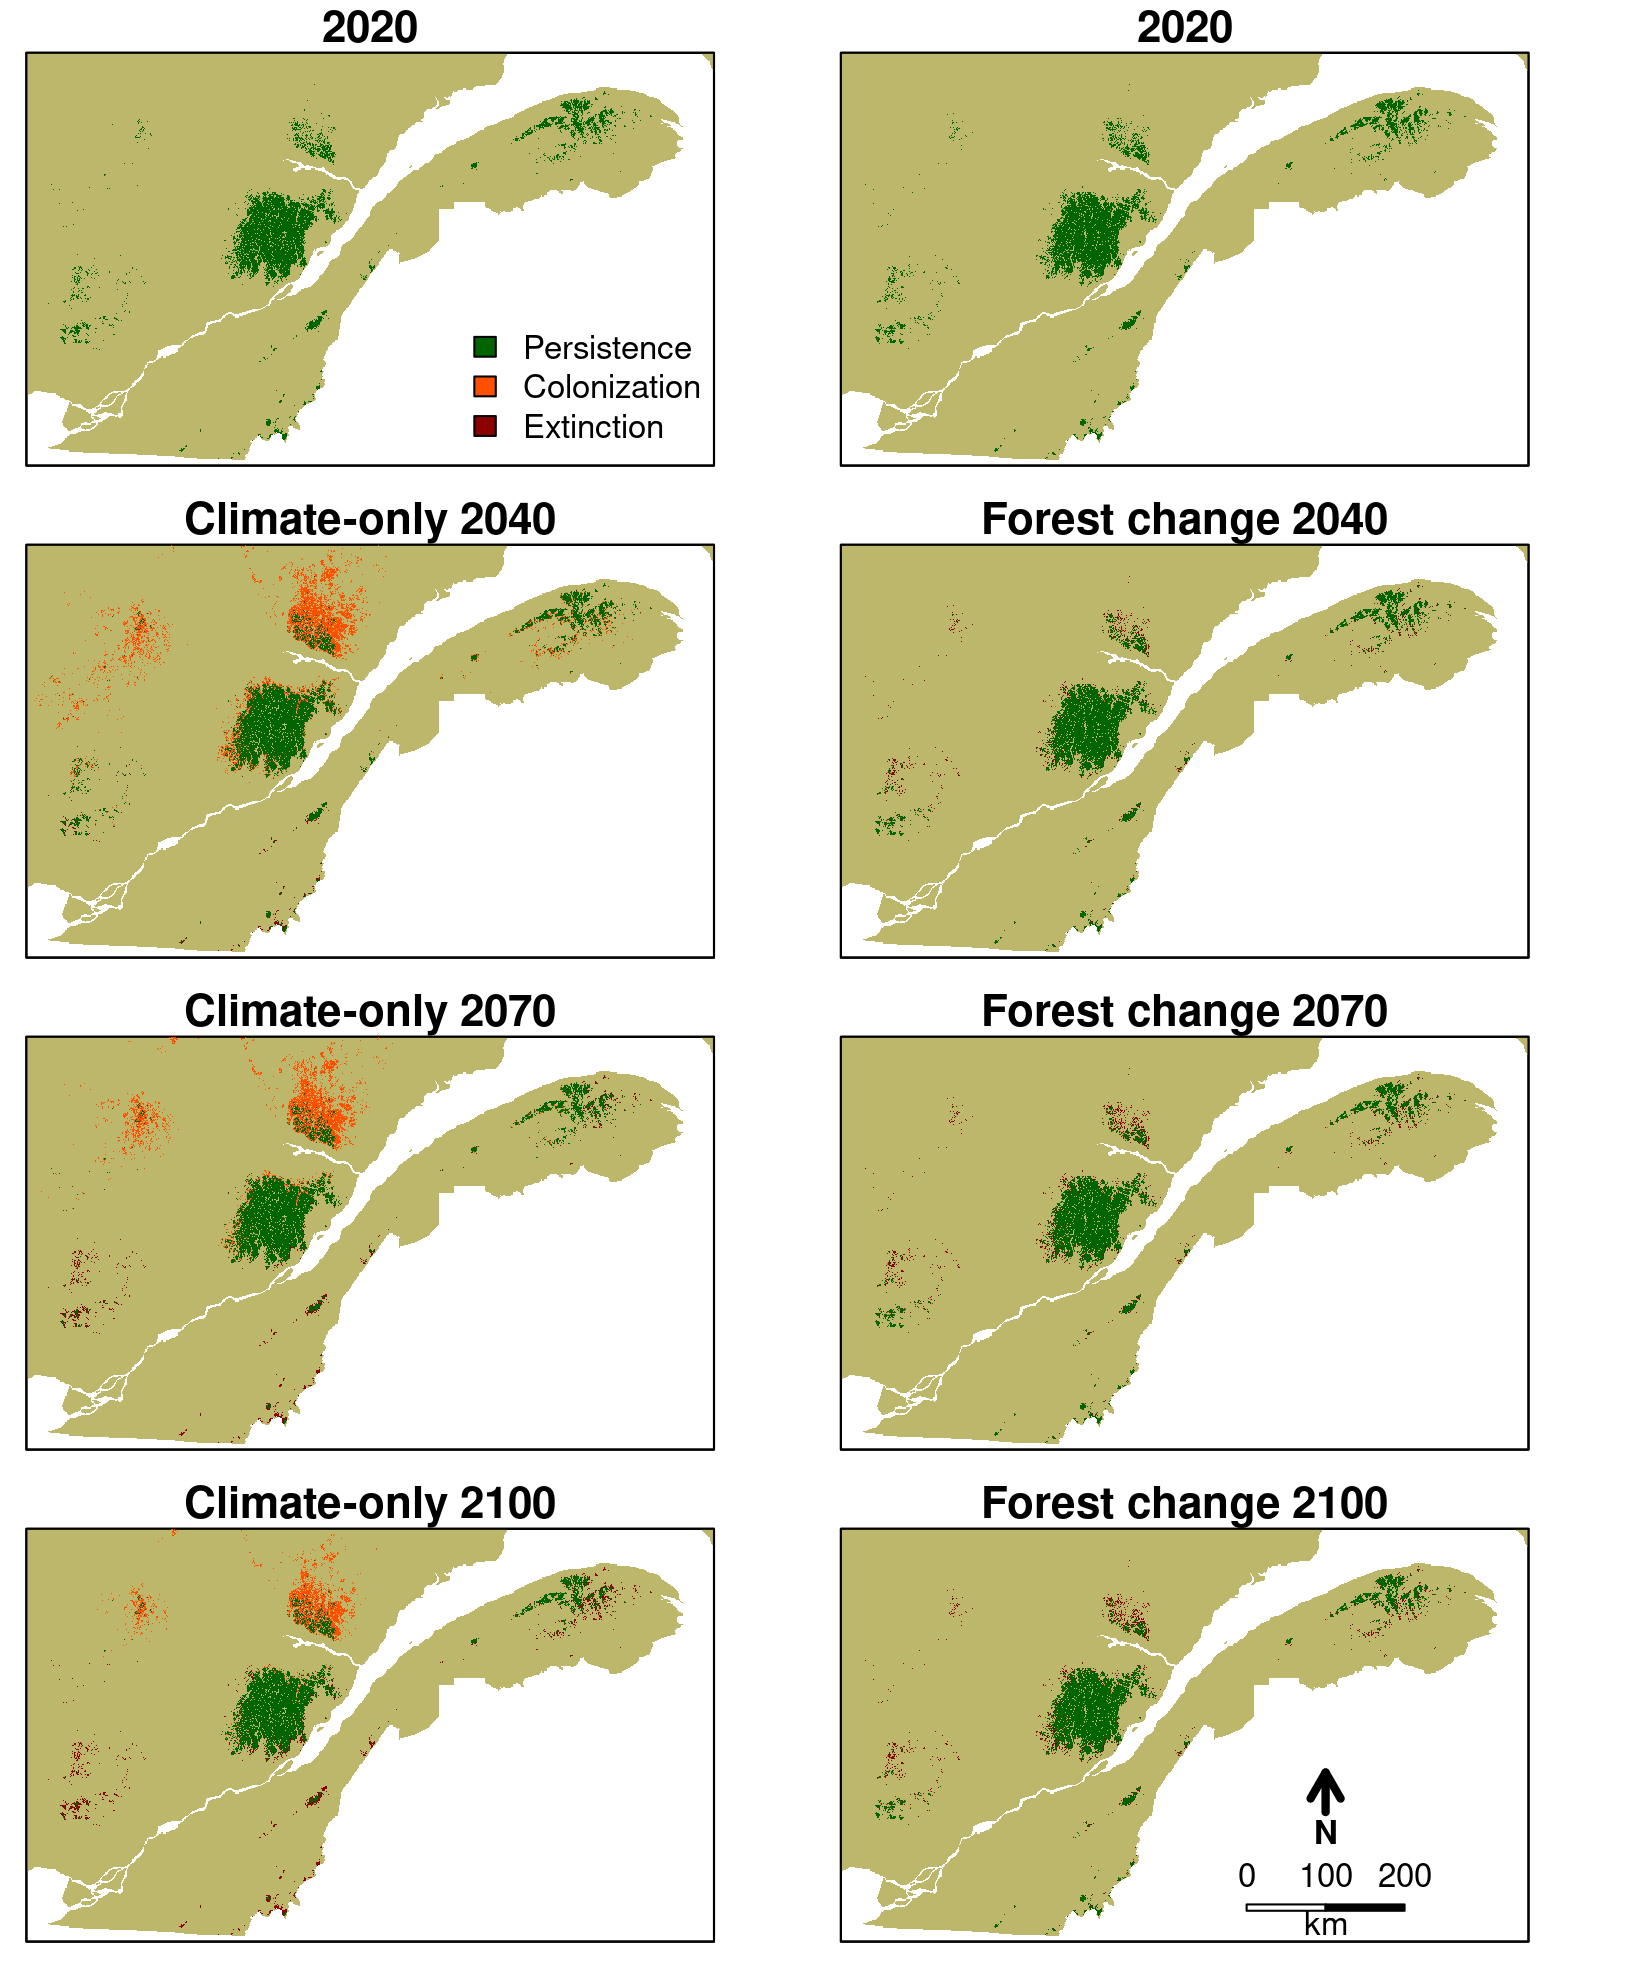 2020
2020
Persistence
Colonization
Extinction
Climate-only 2040
Forest change 2040
Climate-only 2070
Forest change 2070
Climate-only 2100
Forest change 2100
N
0 100 200
km